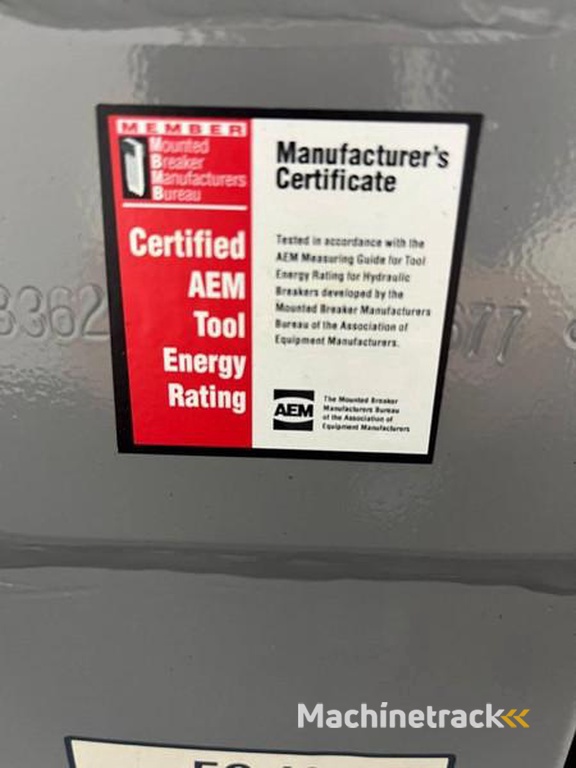 MEMBER
Mounted
Breaker
Manufacturers
Bureau
Certified
AEM
Tool
Energy
Rating
Manufacturer's
Certificate
Tested in accordance with the
AEM Measuring Guide for Tool
Energy Rating for Hydraulic
Breakers developed by the
Mounted Breaker Manufacturers
Bureau of the Association of
Equipment Manufacturers.
AEM
The Mounted Breaker
Manufacturers Bureau
of the Association of
Equipment Manufacturers
3362
577
Machinetrack